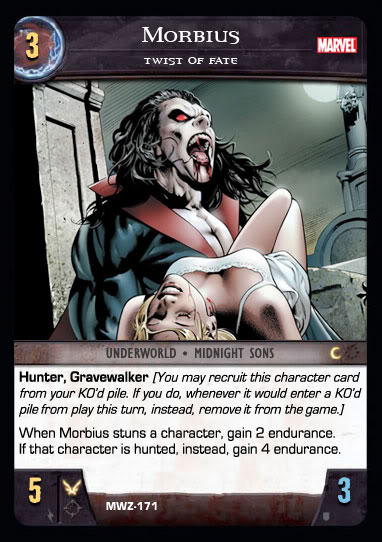 3
MORBIUS
MARVEL
TWIST OF FATE
UNDERWORLD • MIDNIGHT SONS
C
Hunter, Gravewalker [You may recruit this character card
from your KO'd pile. If you do, whenever it would enter a KO'd
pile from play this turn, instead, remove it from the game.]
When Morbius stuns a character, gain 2 endurance.
If that character is hunted, instead, gain 4 endurance.
5
MWZ-171
3